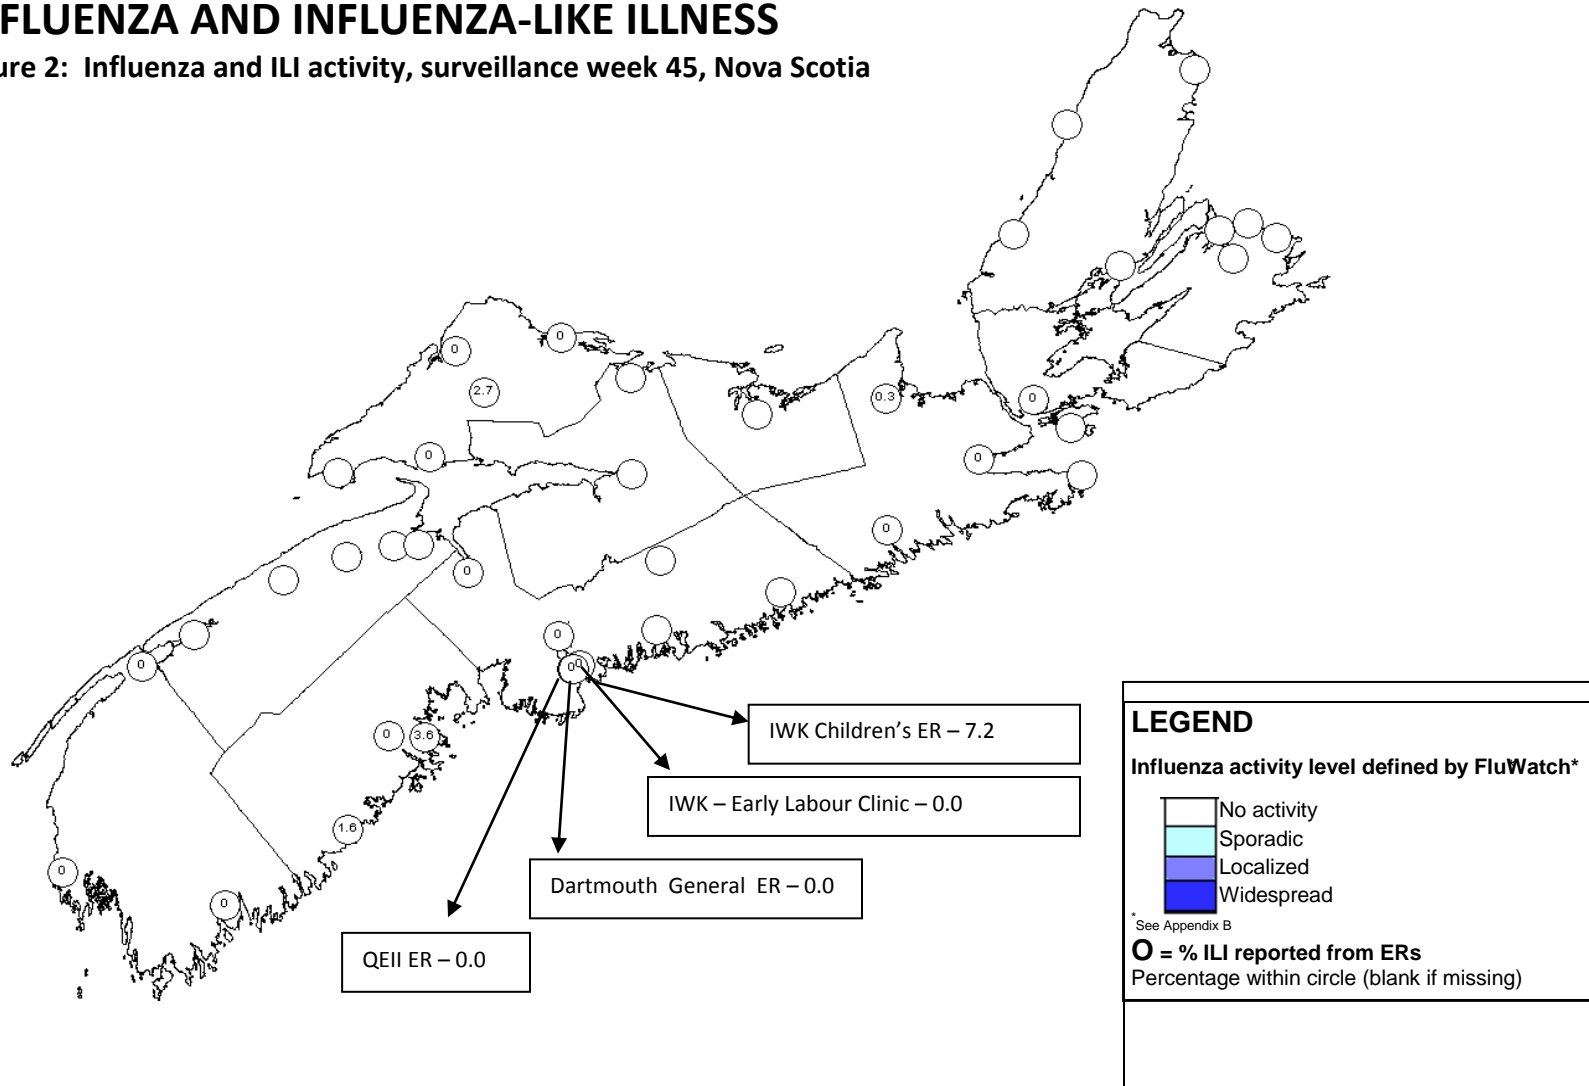 FLUENZA AND INFLUENZA-LIKE ILLNESS
ure 2: Influenza and ILI activity, surveillance week 45, Nova Scotia
0
0
2.7
0.3
0
0
0
0
0
0
0
0
0
0
3.6
1.6
0
0
IWK Children's ER – 7.2
IWK – Early Labour Clinic – 0.0
Dartmouth General ER – 0.0
QEII ER – 0.0
LEGEND
Influenza activity level defined by FluWatch*
No activity
Sporadic
Localized
Widespread
*See Appendix B
O = % ILI reported from ERs
Percentage within circle (blank if missing)